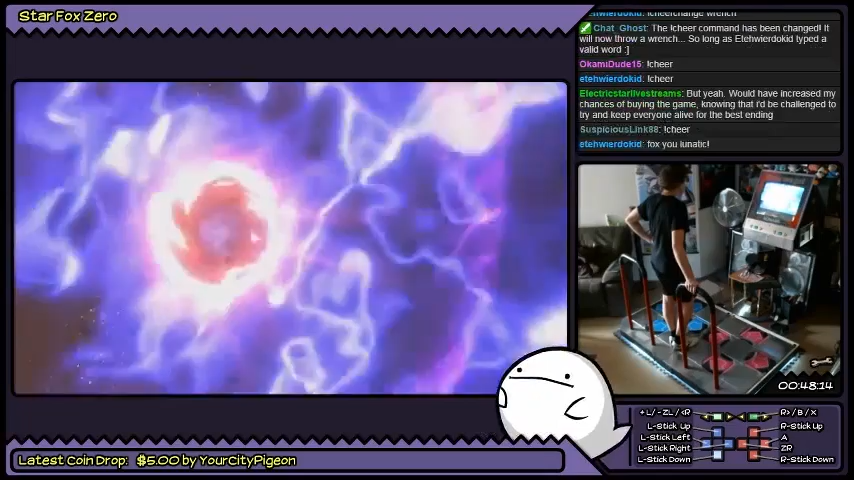 Star Fox Zero
etehwierdokid: !cheerchange wrench
Chat_Ghost: The !cheer command has been changed! It
will now throw a wrench... So long as Etehwierdokid typed a
valid word :]
OkamiDude15: !cheer
etehwierdokid: !cheer
Electricstarlivestreams: But yeah. Would have increased my
chances of buying the game, knowing that i'd be challenged to
try and keep everyone alive for the best ending
SuspiciousLink88: !cheer
etehwierdokid: fox you lunatic!
00:48:14
+ L/ - ZL / <R
R> / B / X
L-Stick Up
R-Stick Up
L-Stick Left
A
L-Stick Right
ZR
L-Stick Down
R-Stick Down
Latest Coin Drop: $5.00 by YourCityPigeon